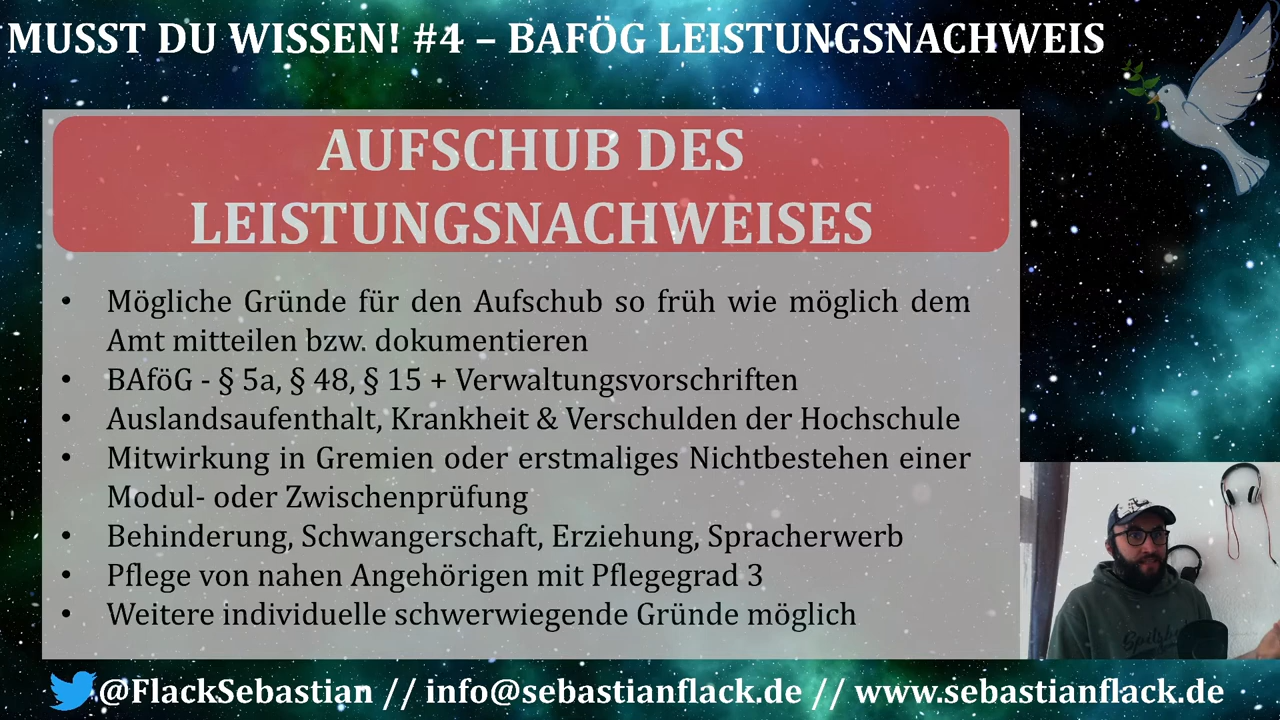 MUSST DU WISSEN! #4 – BAFÖG LEISTUNGSNACHWEIS
AUFSCHUB DES
LEISTUNGSNACHWEISES
• Mögliche Gründe für den Aufschub so früh wie möglich dem
Amt mitteilen bzw. dokumentieren
• BAföG - § 5a, § 48, § 15 + Verwaltungsvorschriften
• Auslandsaufenthalt, Krankheit & Verschulden der Hochschule
• Mitwirkung in Gremien oder erstmaliges Nichtbestehen einer
Modul- oder Zwischenprüfung
• Behinderung, Schwangerschaft, Erziehung, Spracherwerb
• Pflege von nahen Angehörigen mit Pflegegrad 3
• Weitere individuelle schwerwiegende Gründe möglich
@FlackSebastian // info@sebastianflack.de // www.sebastianflack.de